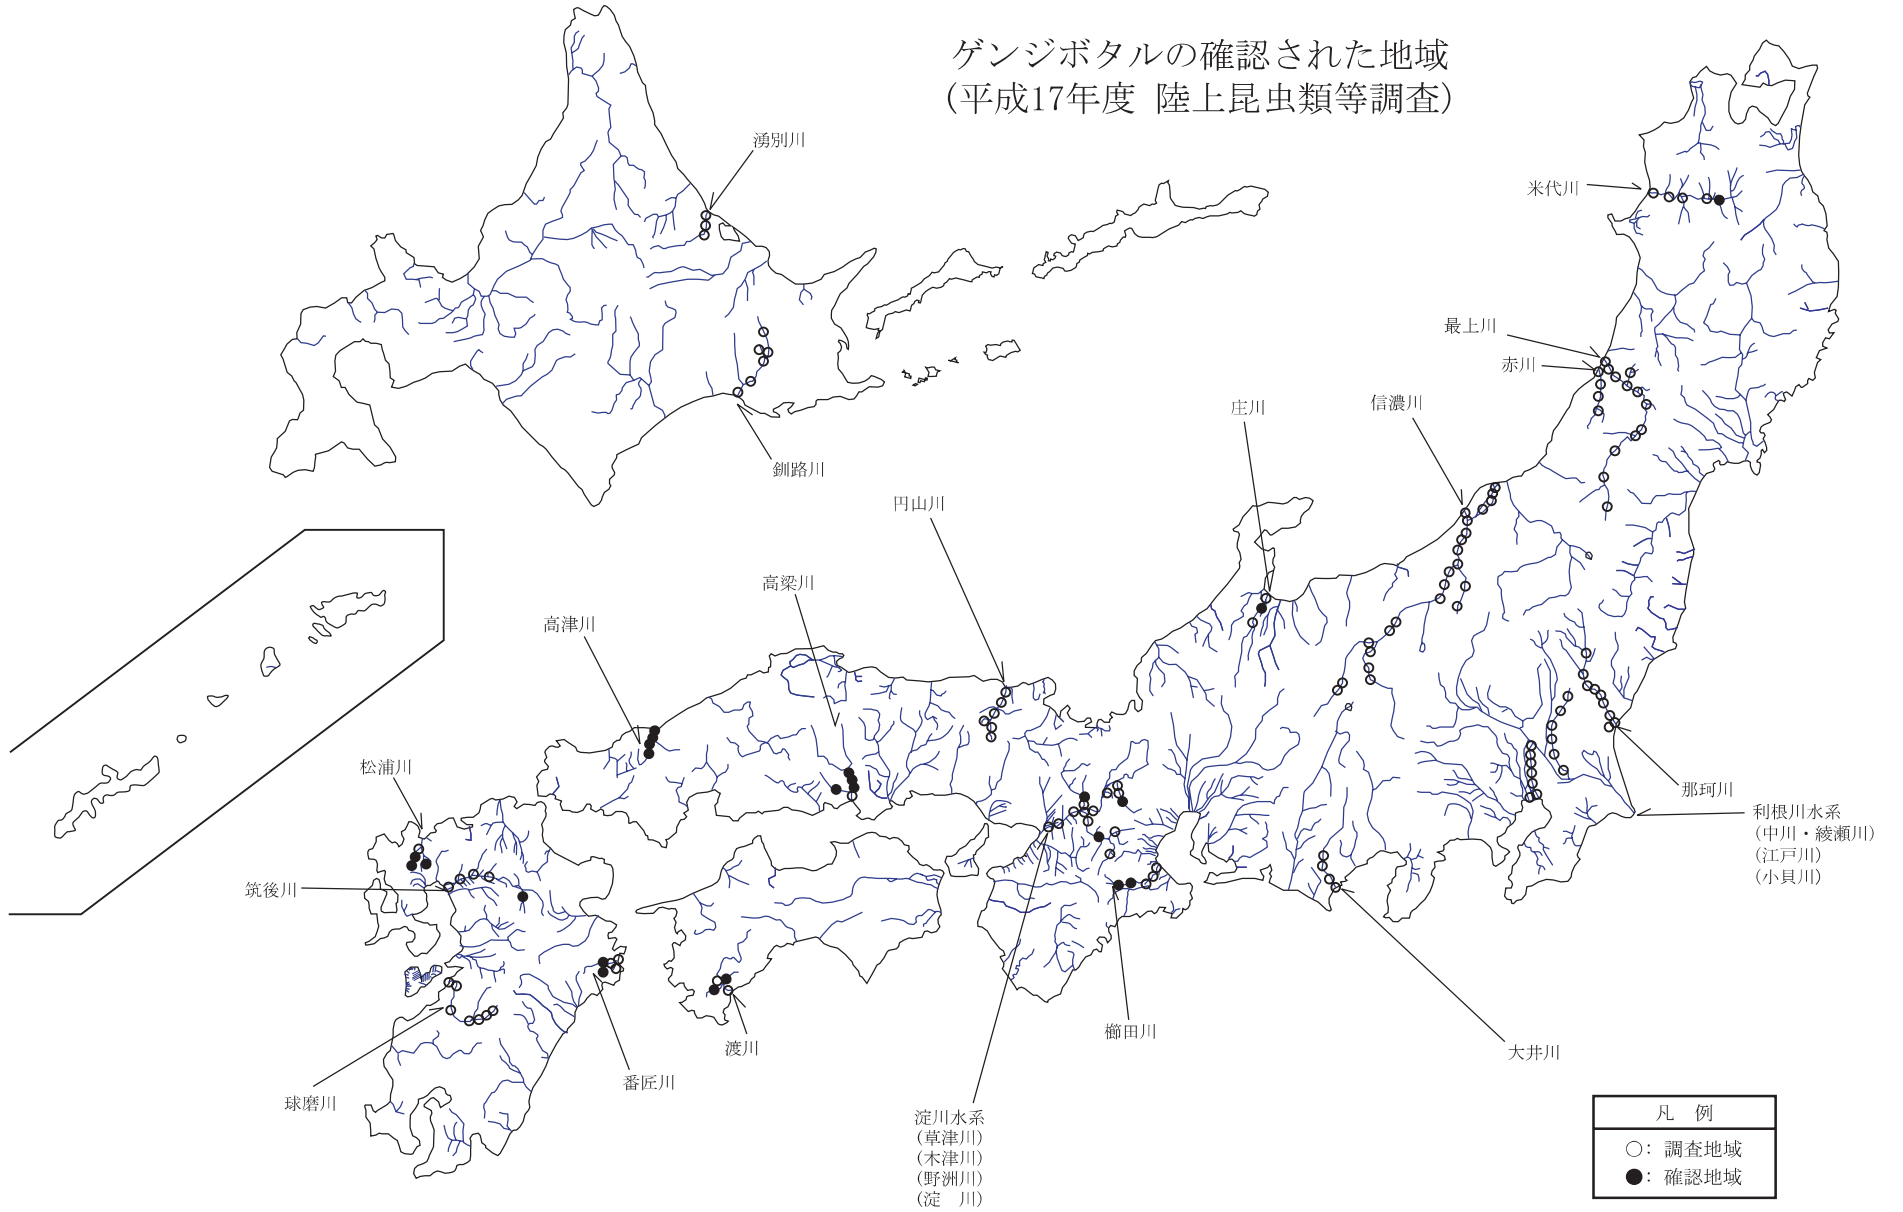 ゲンジボタルの確認された地域
(平成17年度 陸上昆虫類等調査)
湧別川
米代川
最上川
赤川
信濃川
庄川
釧路川
円山川
高梁川
高津川
松浦川
筑後川
那珂川
利根川水系
(中川・綾瀬川)
(江戸川)
(小貝川)
櫛田川
大井川
渡川
番匠川
球磨川
淀川水系
(草津川)
(木津川)
(野洲川)
(淀　川)
凡　例
○：調査地域
●：確認地域